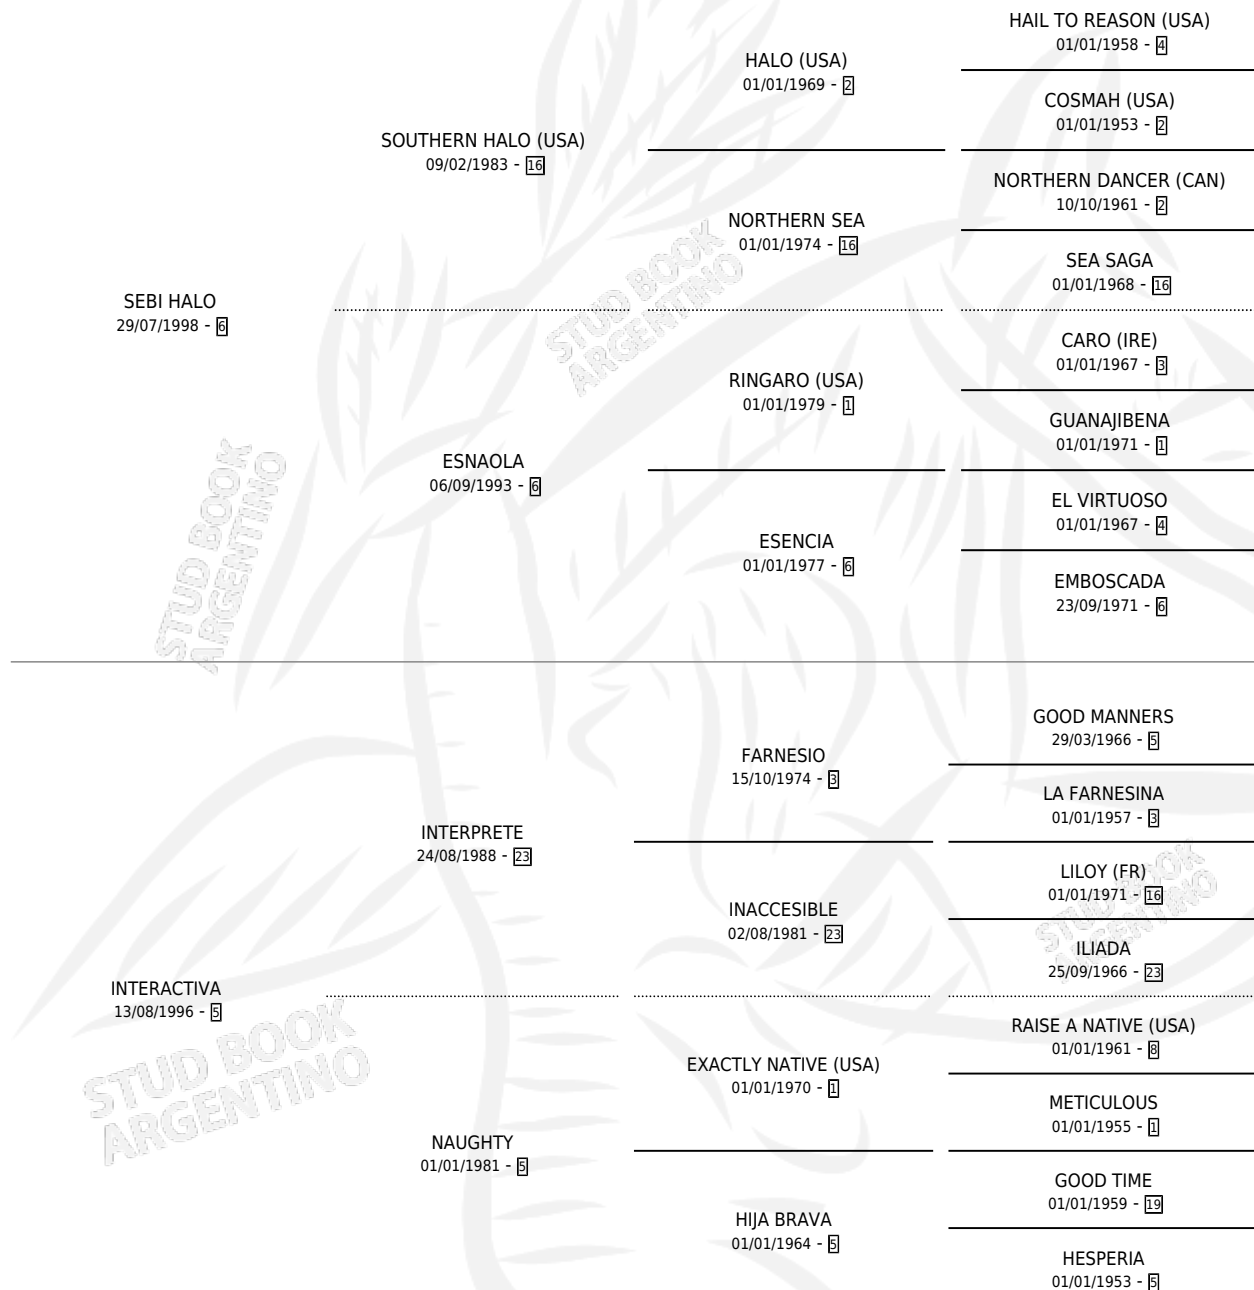 HAIL TO REASON (USA)
01/01/1958 - 4
HALO (USA)
01/01/1969 - 2
COSMAH (USA)
01/01/1953 - 2
SOUTHERN HALO (USA)
09/02/1983 - 16
NORTHERN DANCER (CAN)
10/10/1961 - 2
NORTHERN SEA
01/01/1974 - 16
SEA SAGA
01/01/1968 - 16
SEBI HALO
29/07/1998 - 6
CARO (IRE)
01/01/1967 - 3
RINGARO (USA)
01/01/1979 - 1
GUANAJIBENA
01/01/1971 - 1
ESNAOLA
06/09/1993 - 6
EL VIRTUOSO
01/01/1967 - 4
ESENCIA
01/01/1977 - 6
EMBOSCADA
23/09/1971 - 6
STUD BOOK
ARGENTINO
STUD BOOK
ARGENTINO
GOOD MANNERS
29/03/1966 - 5
FARNESIO
15/10/1974 - 3
LA FARNESINA
01/01/1957 - 3
INTERPRETE
24/08/1988 - 23
LILOY (FR)
01/01/1971 - 16
INACCESIBLE
02/08/1981 - 23
ILIADA
25/09/1966 - 23
INTERACTIVA
13/08/1996 - 5
RAISE A NATIVE (USA)
01/01/1961 - 8
EXACTLY NATIVE (USA)
01/01/1970 - 1
METICULOUS
01/01/1955 - 1
NAUGHTY
01/01/1981 - 5
GOOD TIME
01/01/1959 - 19
HIJA BRAVA
01/01/1964 - 5
HESPERIA
01/01/1953 - 5
STUD BOOK
ARGENTINO
STUD BOOK
ARGENTINO